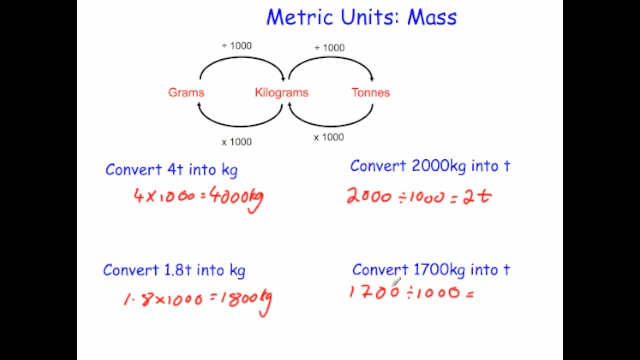 Metric Units: Mass
÷ 1000 ÷ 1000
Grams Kilograms Tonnes
x 1000 x 1000
Convert 4t into kg
4 × 1000 = 4000kg
Convert 2000kg into t
2000 ÷ 1000 = 2t
Convert 1.8t into kg
1.8 × 1000 = 1800kg
Convert 1700kg into t
1700 ÷ 1000 =